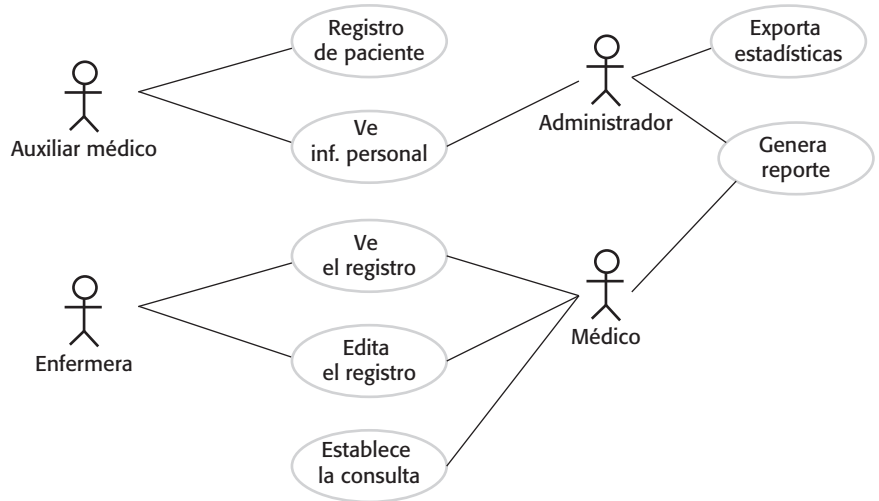 Registro
de paciente
Exporta
estadísticas
Auxiliar médico
Ve
inf. personal
Administrador
Genera
reporte
Ve
el registro
Enfermera
Edita
el registro
Médico
Establece
la consulta